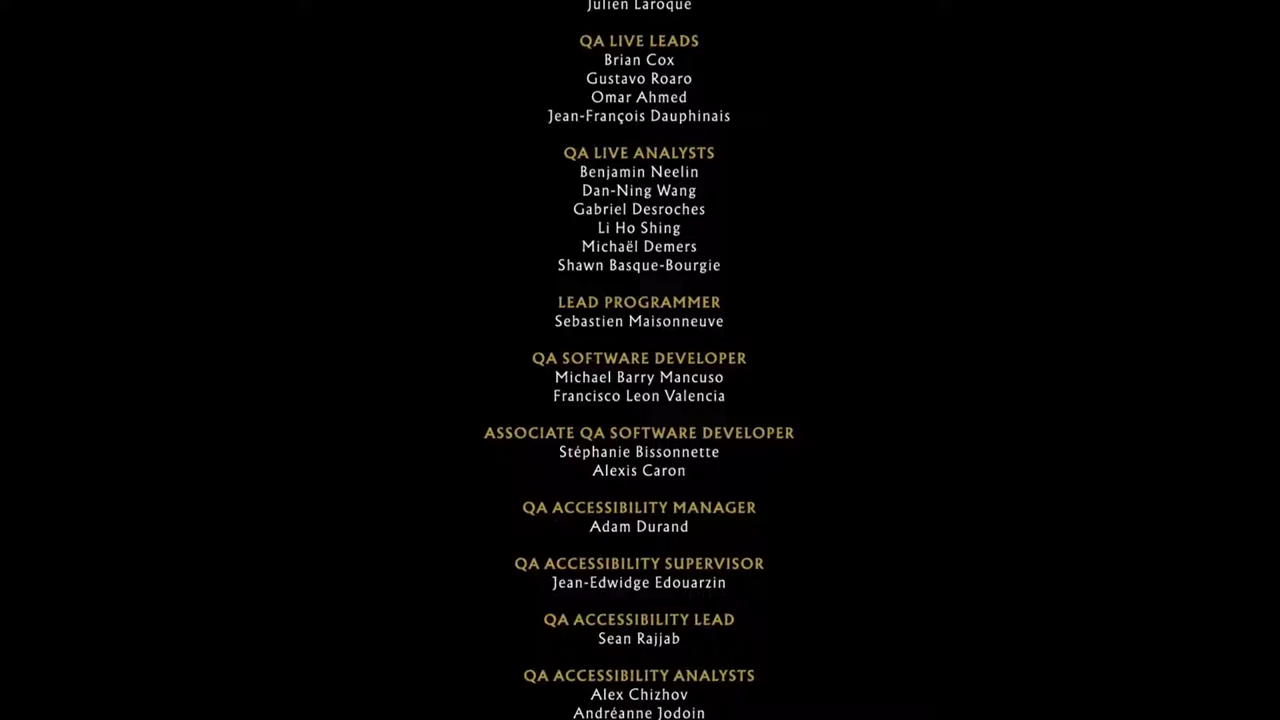 Julien Laroque
QA LIVE LEADS
Brian Cox
Gustavo Roaro
Omar Ahmed
Jean-François Dauphinais
QA LIVE ANALYSTS
Benjamin Neelin
Dan-Ning Wang
Gabriel Desroches
Li Ho Shing
Michaël Demers
Shawn Basque-Bourgie
LEAD PROGRAMMER
Sebastien Maisonneuve
QA SOFTWARE DEVELOPER
Michael Barry Mancuso
Francisco Leon Valencia
ASSOCIATE QA SOFTWARE DEVELOPER
Stéphanie Bissonnette
Alexis Caron
QA ACCESSIBILITY MANAGER
Adam Durand
QA ACCESSIBILITY SUPERVISOR
Jean-Edwidge Edouarzin
QA ACCESSIBILITY LEAD
Sean Rajjab
QA ACCESSIBILITY ANALYSTS
Alex Chizhov
Andréanne Jodoin